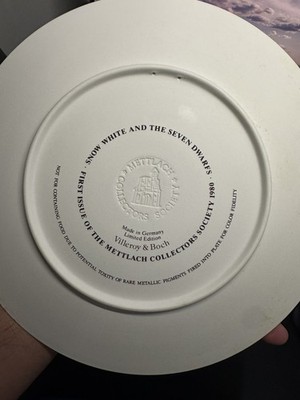 SNOW WHITE AND THE SEVEN DWARFS ·
FIRST ISSUE OF THE METTLACH COLLECTORS SOCIETY 1980 ·
METTLACH
COLLECTORS SOCIETY
Made in Germany
Limited Edition
Villeroy & Boch
NOT FOR CONTAINING FOOD DUE TO POTENTIAL TOXITY OF RARE METALLIC PIGMENTS FIRED INTO PLATE FOR COLOR FIDELITY